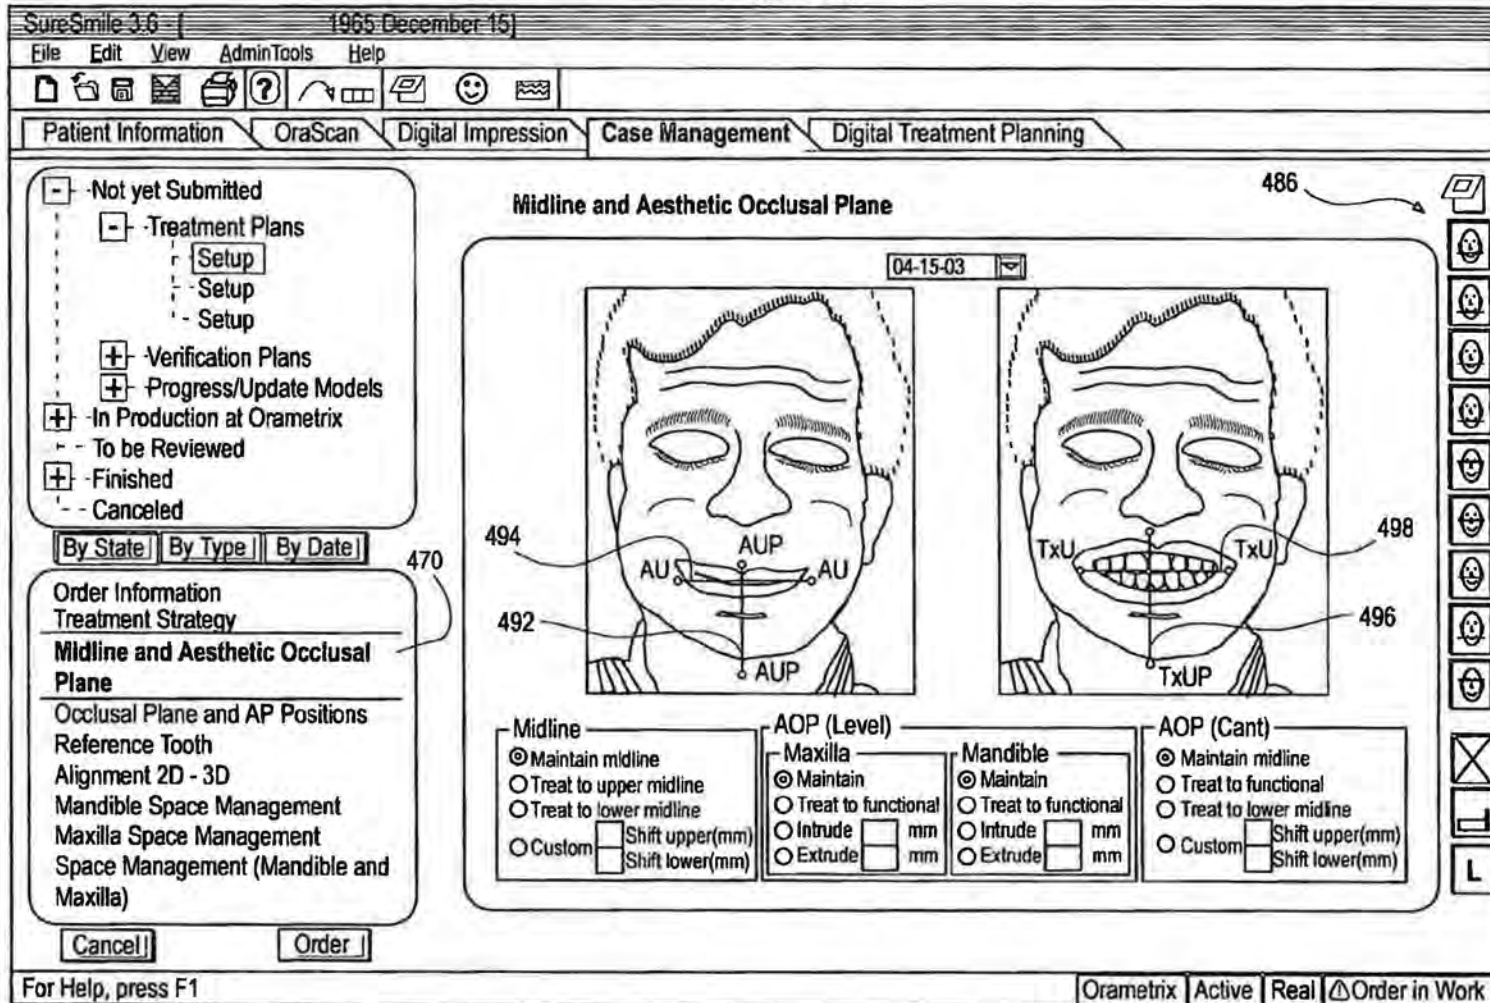 SureSmile 3.6 - [ 1965 December 15]
File Edit View AdminTools Help
?
Patient Information OraScan Digital Impression Case Management Digital Treatment Planning
- Not yet Submitted
- Treatment Plans
Setup
Setup
Setup
+ Verification Plans
+ Progress/Update Models
+ In Production at Orametrix
To be Reviewed
+ Finished
Canceled
By State By Type By Date
470
Order Information
Treatment Strategy
Midline and Aesthetic Occlusal
Plane
Occlusal Plane and AP Positions
Reference Tooth
Alignment 2D - 3D
Mandible Space Management
Maxilla Space Management
Space Management (Mandible and
Maxilla)
Cancel Order
Midline and Aesthetic Occlusal Plane
486
04-15-03
494
AUP
AU AU
492
AUP
TxU TxU
498
496
TxUP
Midline
Maintain midline
Treat to upper midline
Treat to lower midline
Custom
Shift upper(mm)
Shift lower(mm)
AOP (Level)
Maxilla
Maintain
Treat to functional
Intrude mm
Extrude mm
Mandible
Maintain
Treat to functional
Intrude mm
Extrude mm
AOP (Cant)
Maintain midline
Treat to functional
Treat to lower midline
Custom
Shift upper(mm)
Shift lower(mm)
L
For Help, press F1
Orametrix Active Real Order in Work